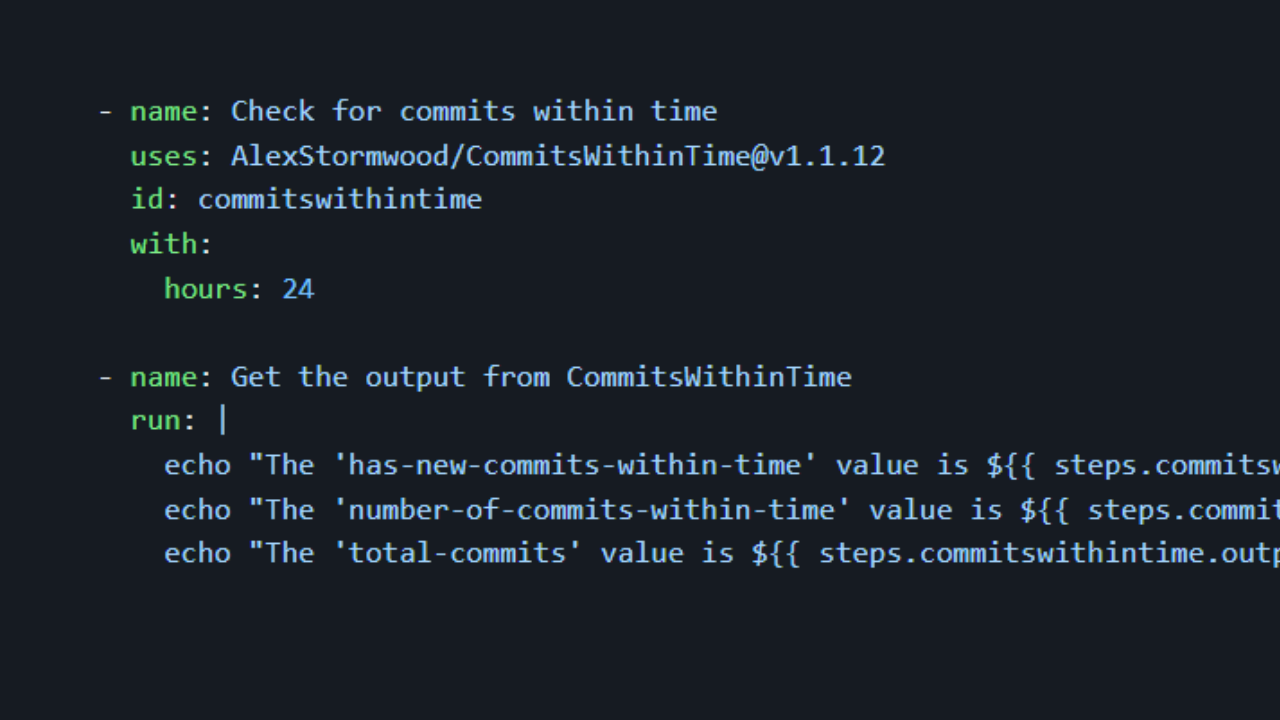 - name: Check for commits within time
uses: AlexStormwood/CommitsWithinTime@v1.1.12
id: commitswithintime
with:
hours: 24
- name: Get the output from CommitsWithinTime
run: |
echo "The 'has-new-commits-within-time' value is ${{ steps.commitsw
echo "The 'number-of-commits-within-time' value is ${{ steps.commit
echo "The 'total-commits' value is ${{ steps.commitswithintime.outp